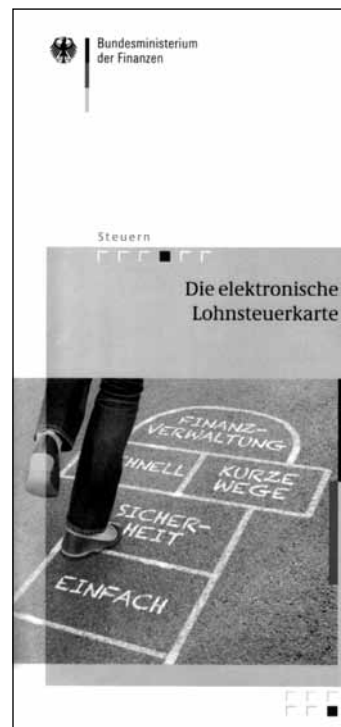 Bundesministerium
der Finanzen
Steuern
Die elektronische
Lohnsteuerkarte
FINANZ-
VERWALTUNG
KURZE
WEGE
SICHER-
HEIT
EINFACH